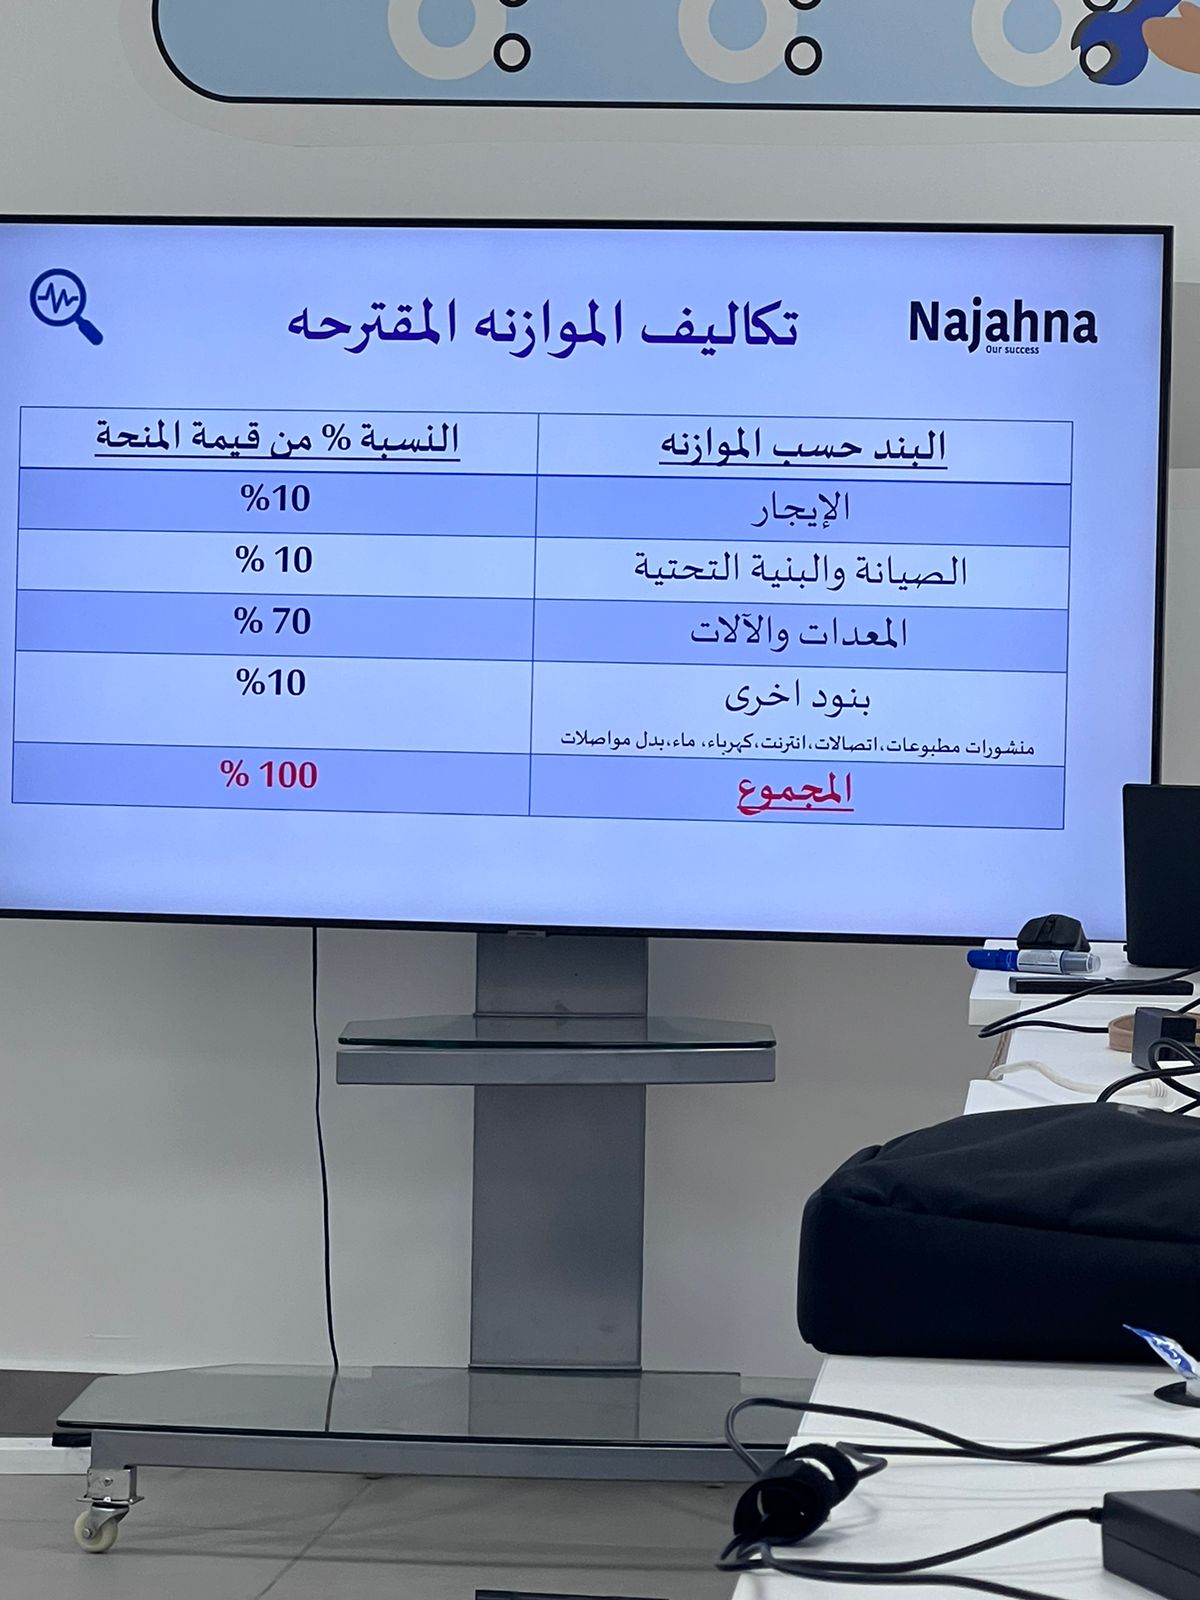 تكاليف الموازنه المقترحه
Najahna
Our success
البند حسب الموازنه
النسبة % من قيمة المنحة
الإيجار
%10
الصيانة والبنية التحتية
% 10
المعدات والآلات
% 70
بنود اخرى
منشورات مطبوعات،اتصالات،انترنت،كهرباء، ماء،بدل مواصلات
%10
المجموع
% 100